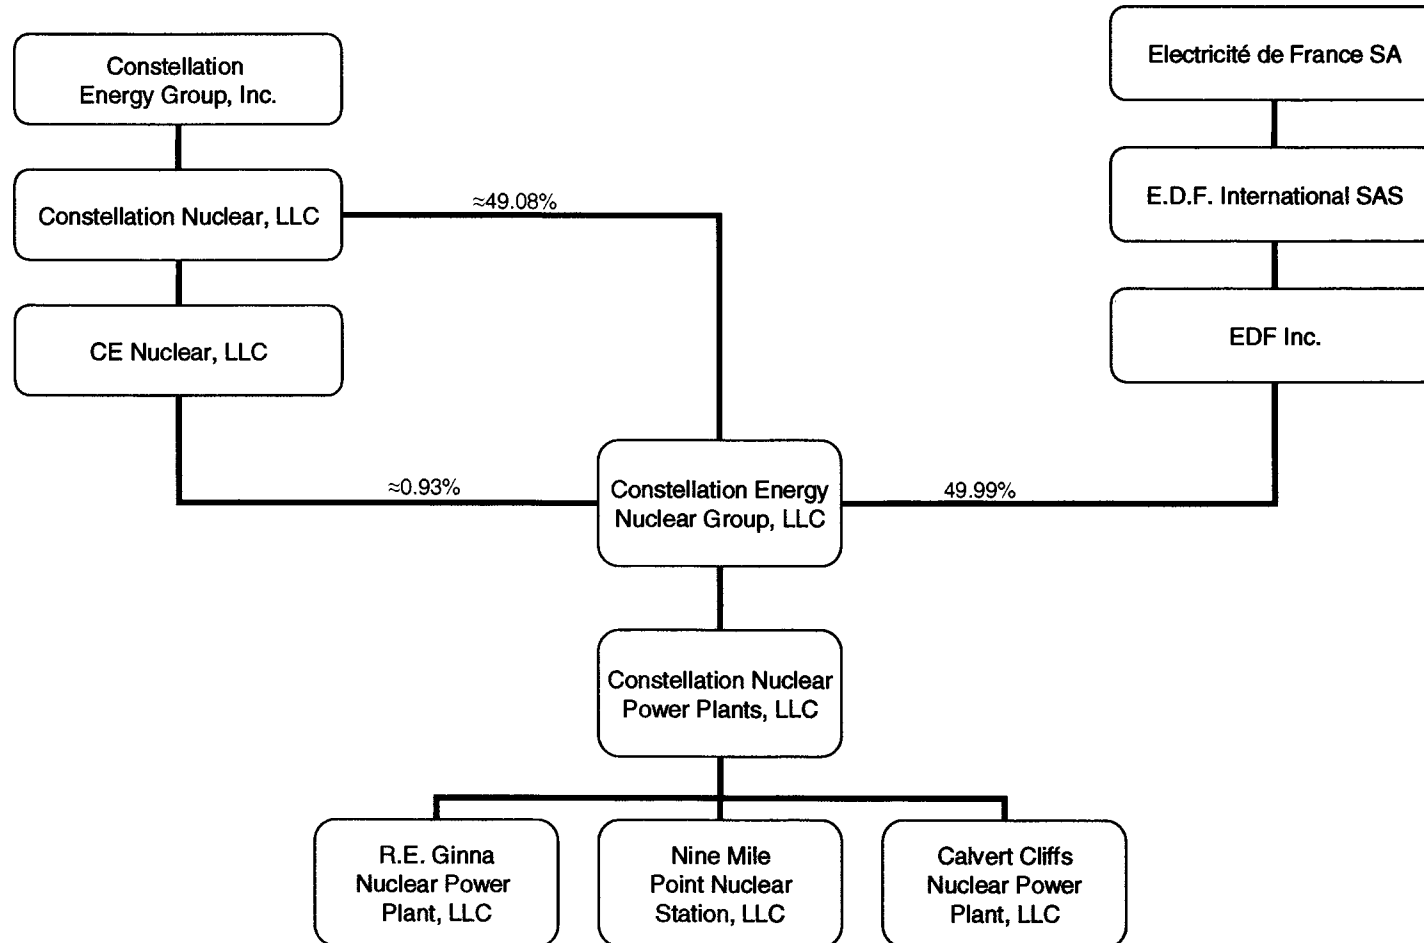 Constellation
Energy Group, Inc.
Electricité de France SA
Constellation Nuclear, LLC
≈49.08%
E.D.F. International SAS
CE Nuclear, LLC
EDF Inc.
≈0.93%
Constellation Energy
Nuclear Group, LLC
49.99%
Constellation Nuclear
Power Plants, LLC
R.E. Ginna
Nuclear Power
Plant, LLC
Nine Mile
Point Nuclear
Station, LLC
Calvert Cliffs
Nuclear Power
Plant, LLC